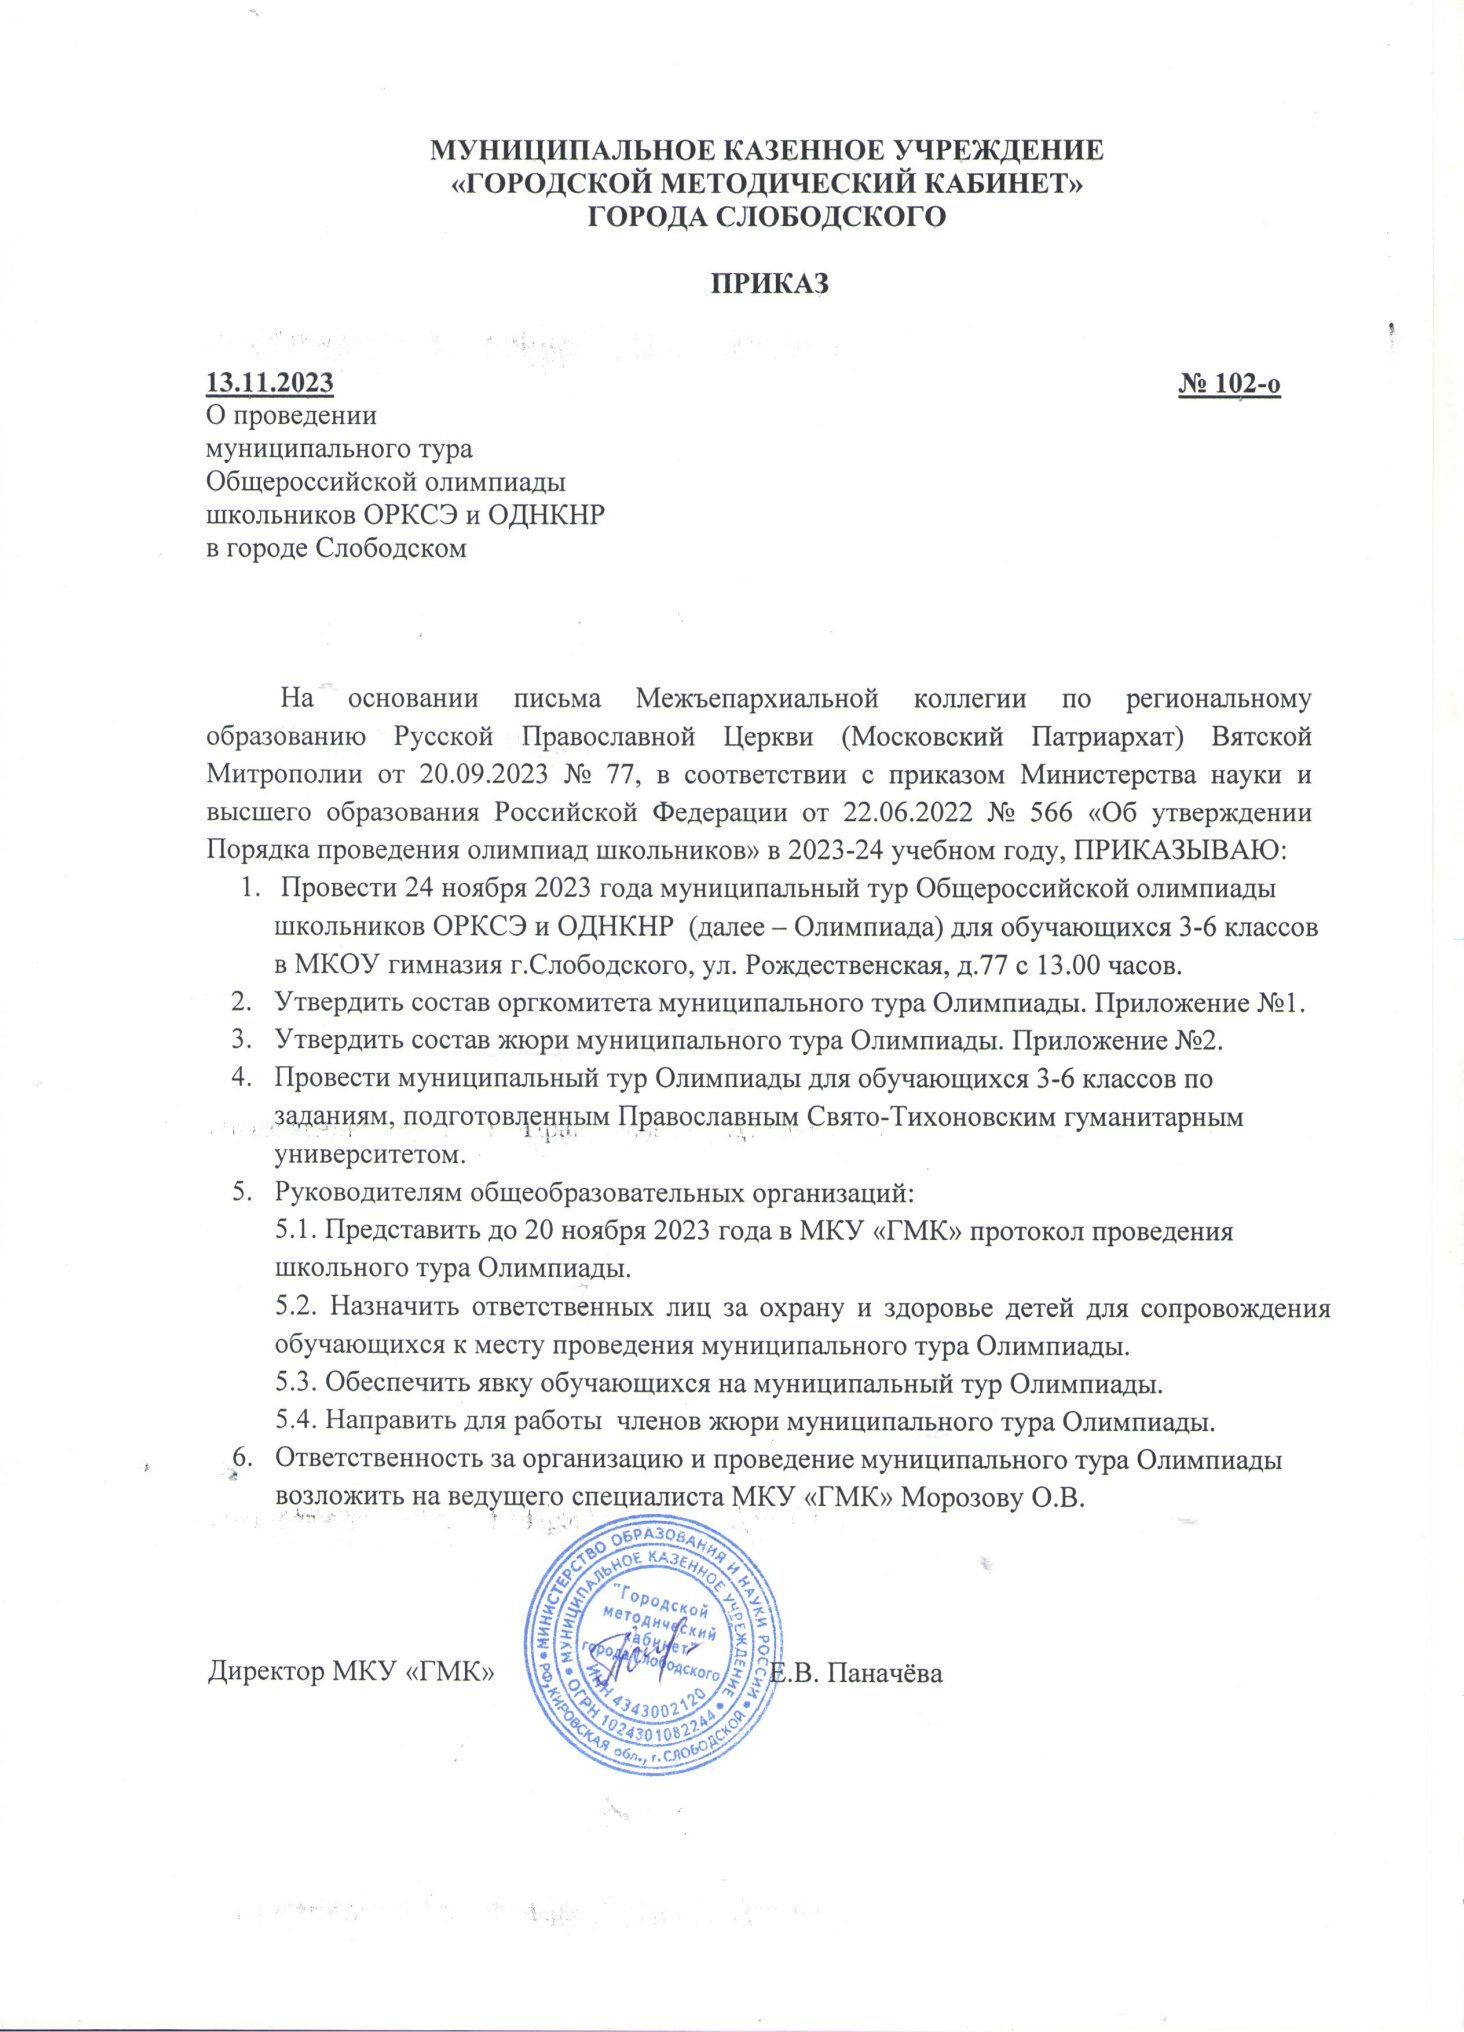 МУНИЦИПАЛЬНОЕ КАЗЕННОЕ УЧРЕЖДЕНИЕ
«ГОРОДСКОЙ МЕТОДИЧЕСКИЙ КАБИНЕТ»
ГОРОДА СЛОБОДСКОГО
ПРИКАЗ
13.11.2023 № 102-о
О проведении
муниципального тура
Общероссийской олимпиады
школьников ОРКСЭ и ОДНКНР
в городе Слободском
На основании письма Межъепархиальной коллегии по региональному
образованию Русской Православной Церкви (Московский Патриархат) Вятской
Митрополии от 20.09.2023 № 77, в соответствии с приказом Министерства науки и
высшего образования Российской Федерации от 22.06.2022 № 566 «Об утверждении
Порядка проведения олимпиад школьников» в 2023-24 учебном году, ПРИКАЗЫВАЮ:
1. Провести 24 ноября 2023 года муниципальный тур Общероссийской олимпиады
школьников ОРКСЭ и ОДНКНР (далее – Олимпиада) для обучающихся 3-6 классов
в МКОУ гимназия г.Слободского, ул. Рождественская, д.77 с 13.00 часов.
2. Утвердить состав оргкомитета муниципального тура Олимпиады. Приложение №1.
3. Утвердить состав жюри муниципального тура Олимпиады. Приложение №2.
4. Провести муниципальный тур Олимпиады для обучающихся 3-6 классов по
заданиям, подготовленным Православным Свято-Тихоновским гуманитарным
университетом.
5. Руководителям общеобразовательных организаций:
5.1. Представить до 20 ноября 2023 года в МКУ «ГМК» протокол проведения
школьного тура Олимпиады.
5.2. Назначить ответственных лиц за охрану и здоровье детей для сопровождения
обучающихся к месту проведения муниципального тура Олимпиады.
5.3. Обеспечить явку обучающихся на муниципальный тур Олимпиады.
5.4. Направить для работы членов жюри муниципального тура Олимпиады.
6. Ответственность за организацию и проведение муниципального тура Олимпиады
возложить на ведущего специалиста МКУ «ГМК» Морозову О.В.
Директор МКУ «ГМК» Е.В. Паначёва
МИНИСТЕРСТВО ОБРАЗОВАНИЯ И НАУКИ РОССИИ
РФ, КИРОВСКАЯ обл., г. СЛОБОДСКОЙ
МУНИЦИПАЛЬНОЕ КАЗЕННОЕ УЧРЕЖДЕНИЕ
ОГРН 1024301082244
"Городской
методический
кабинет"
города Слободского
ИНН 4343002120